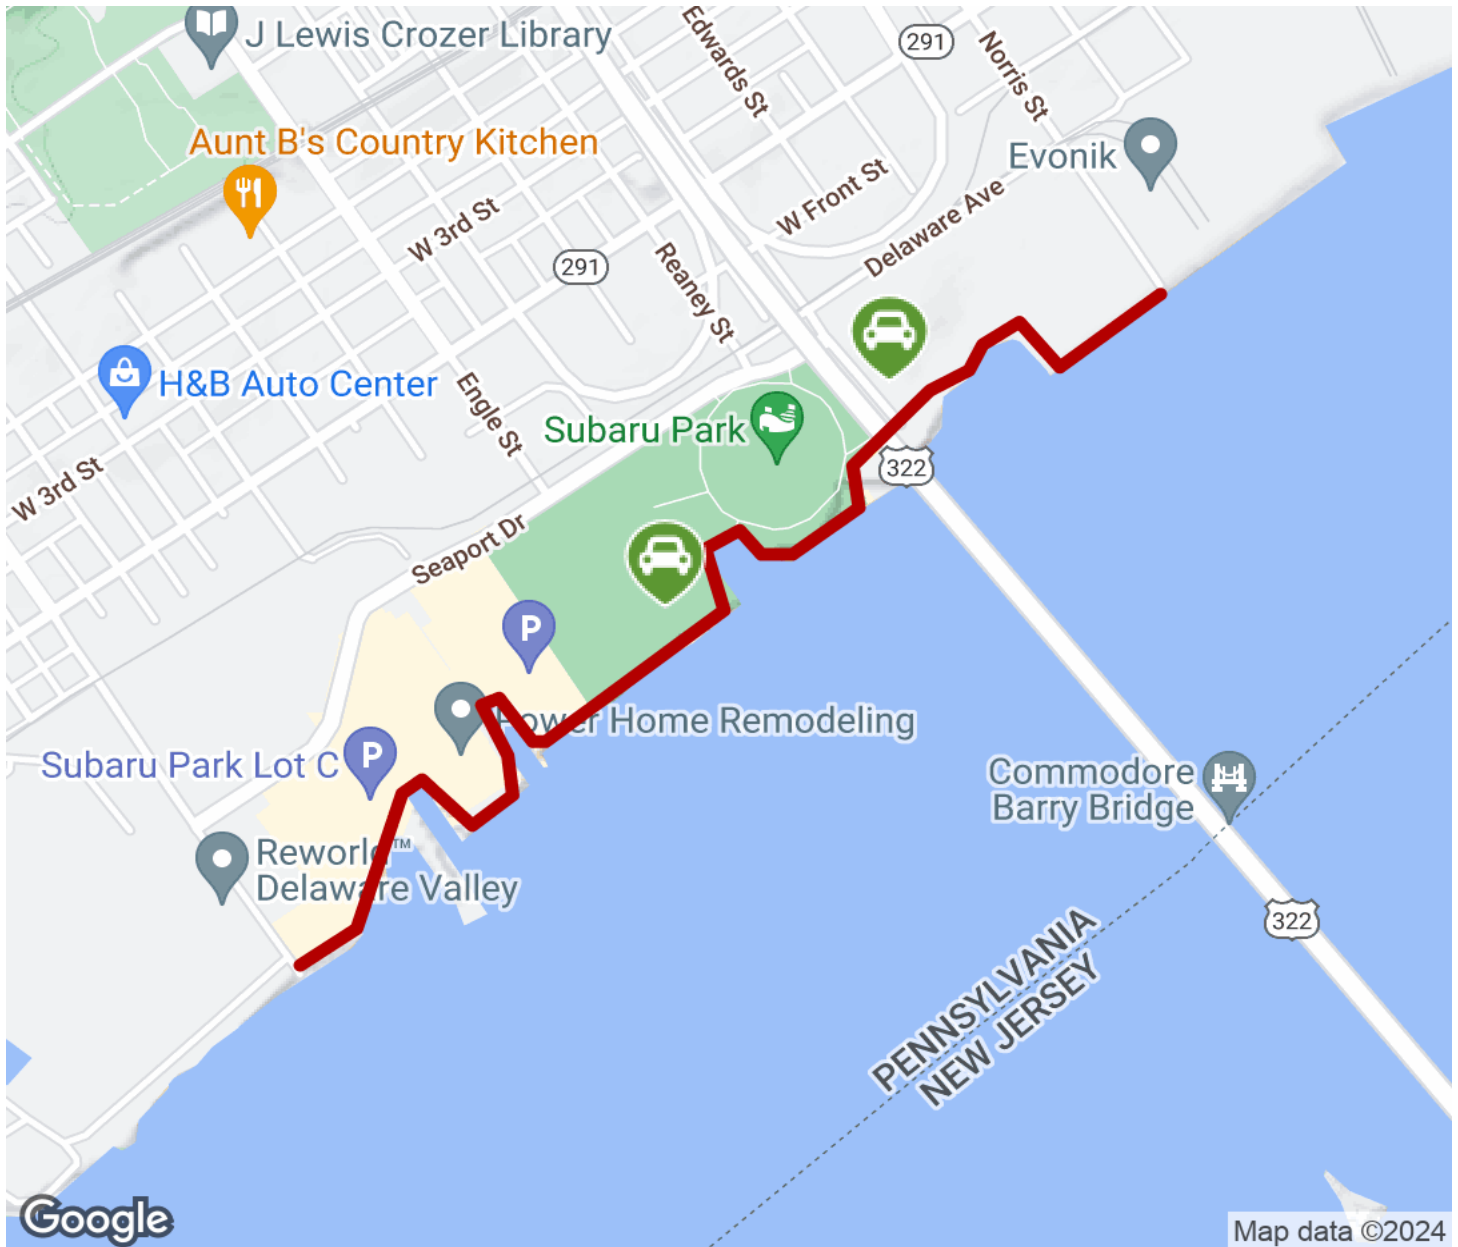 J Lewis Crozer Library
Edwards St
291
Norris St
Aunt B's Country Kitchen
Evonik
W Front St
W 3rd St
Delaware Ave
291
Reaney St
H&B Auto Center
Engle St
Subaru Park
322
W 3rd St
Seaport Dr
P
Power Home Remodeling
Subaru Park Lot C
P
Commodore
Barry Bridge
Reworld™
Delaware Valley
322
PENNSYLVANIA
NEW JERSEY
Google
Map data ©2024